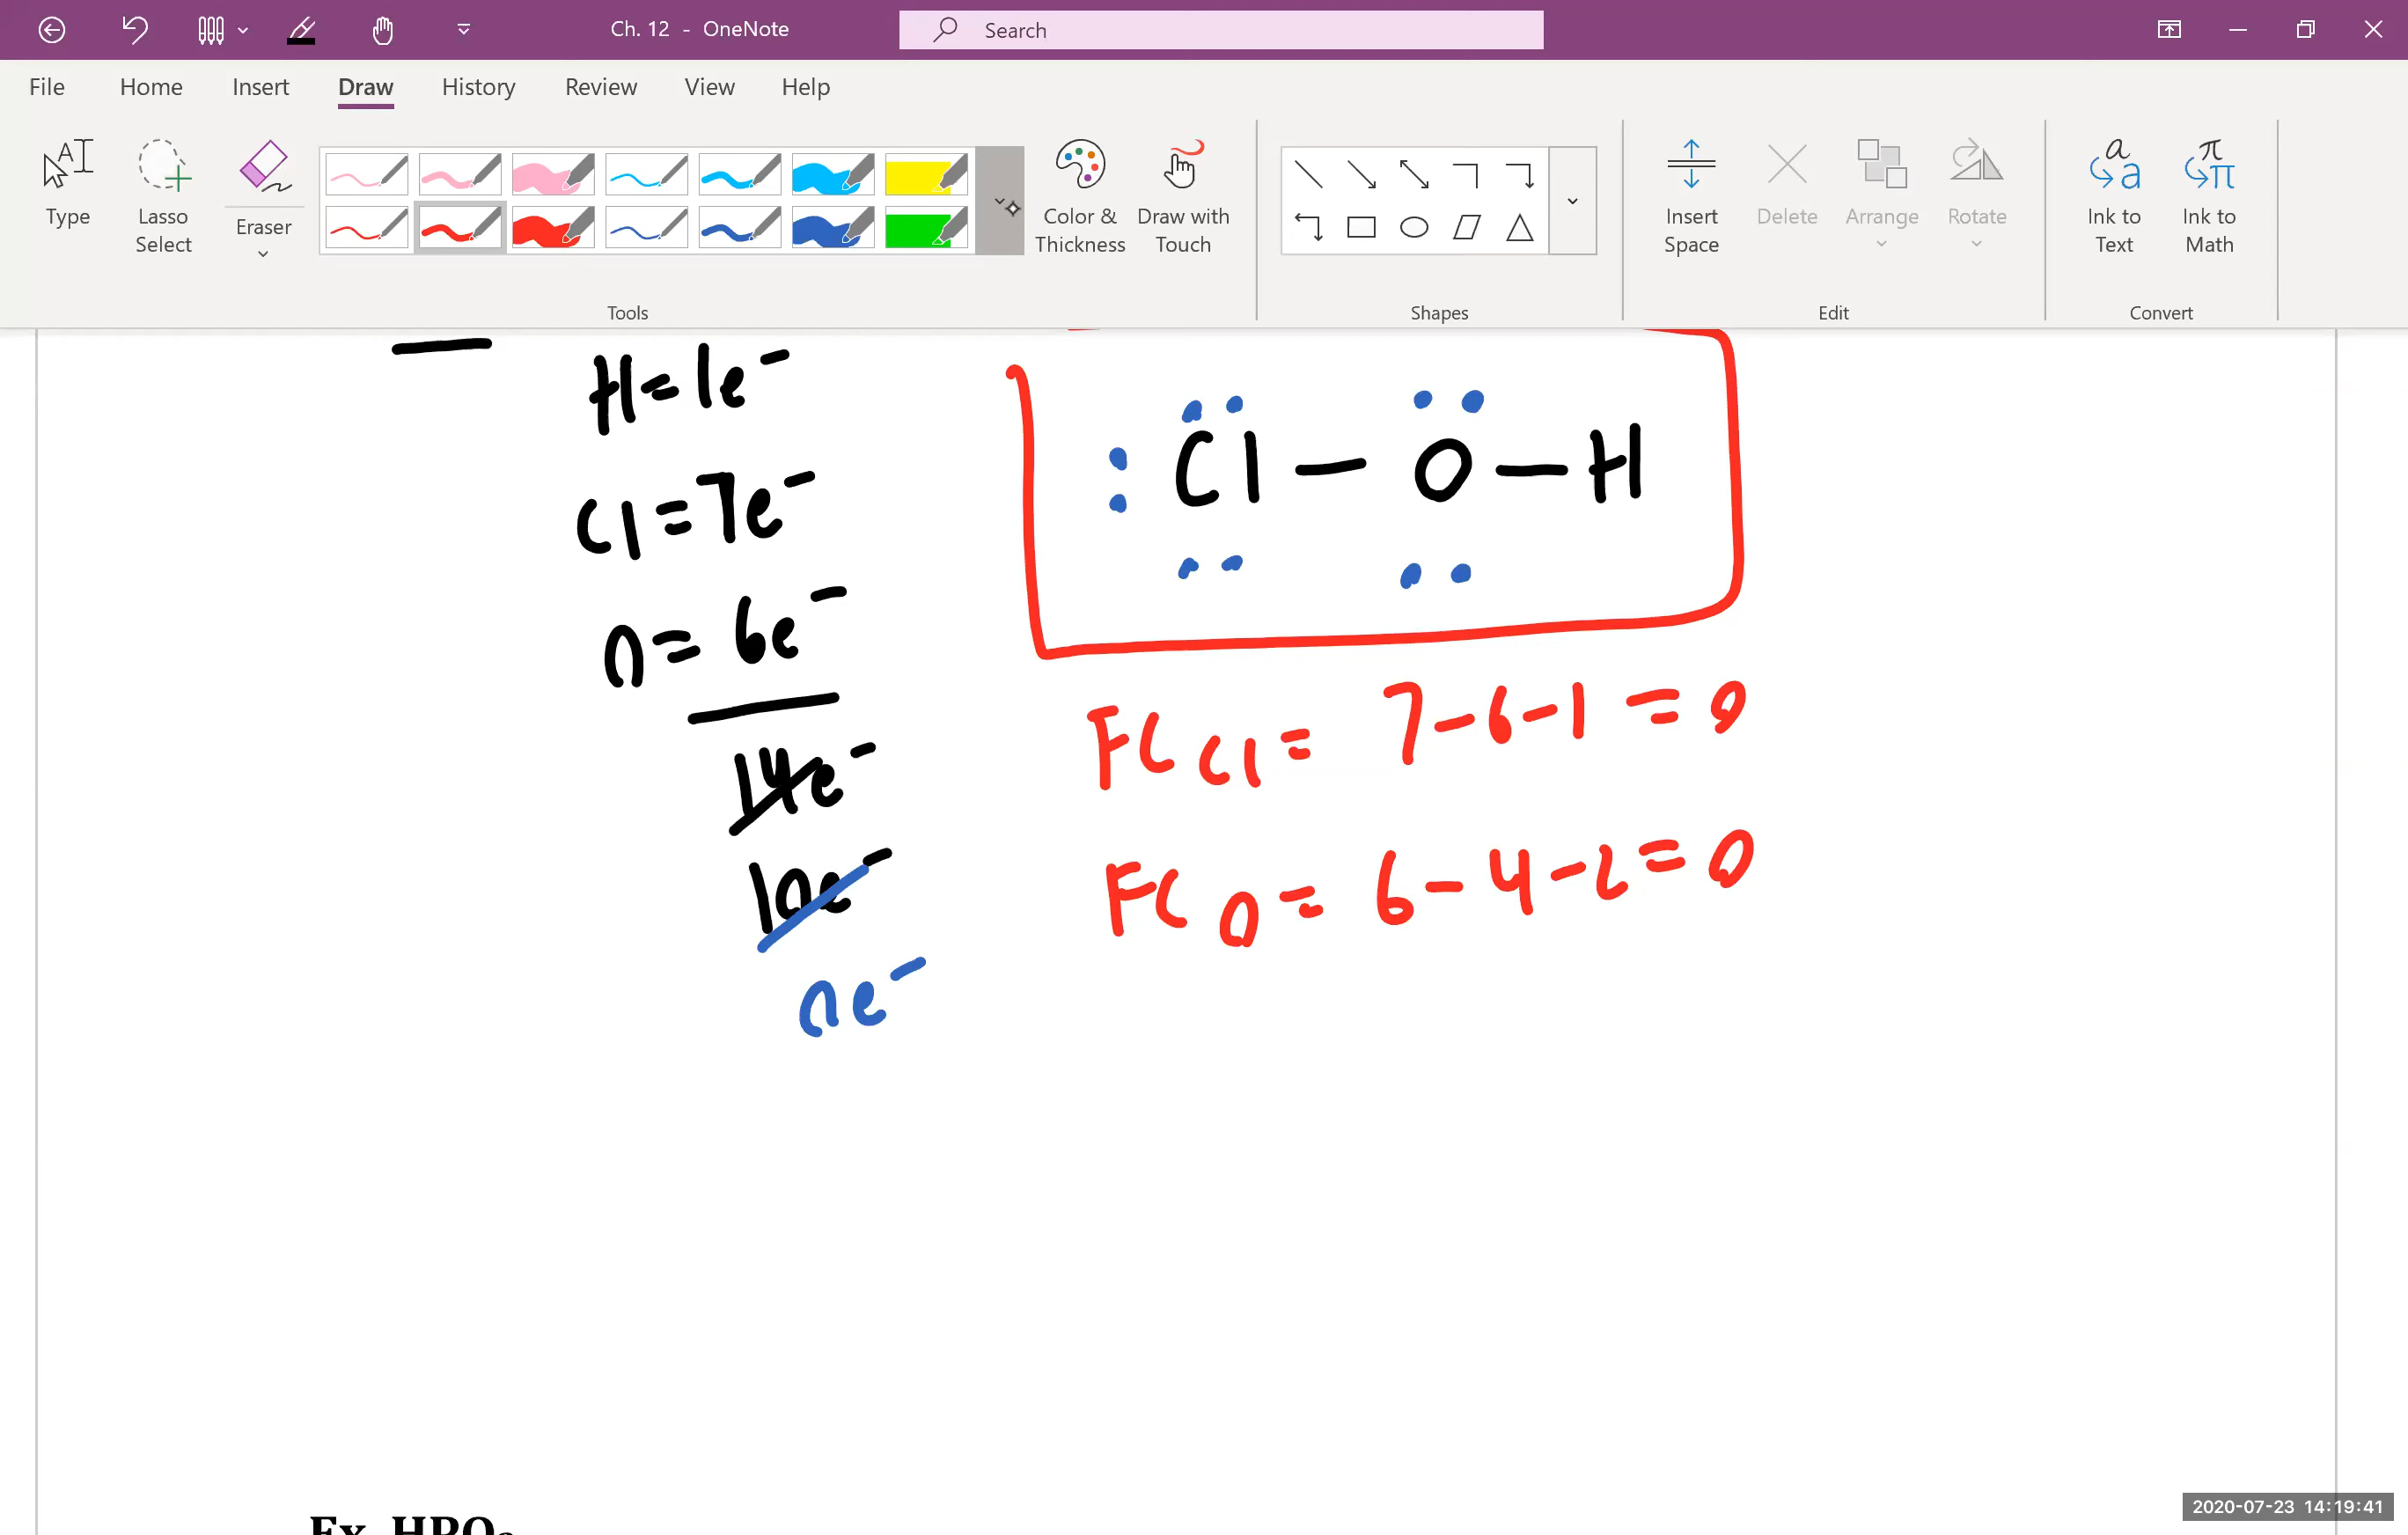 Ch. 12 - OneNote
Search
File Home Insert Draw History Review View Help
Type
Lasso Select
Eraser
Color & Thickness
Draw with Touch
Insert Space
Delete
Arrange
Rotate
Ink to Text
Ink to Math
Tools Shapes Edit Convert
H=1e⁻
Cl=7e⁻
O=6e⁻
14e⁻
10e⁻
0e⁻
Cl—O—H
FC Cl = 7-6-1=0
FC O = 6-4-2=0
Ex. HBO₂
2020-07-23 14:19:41